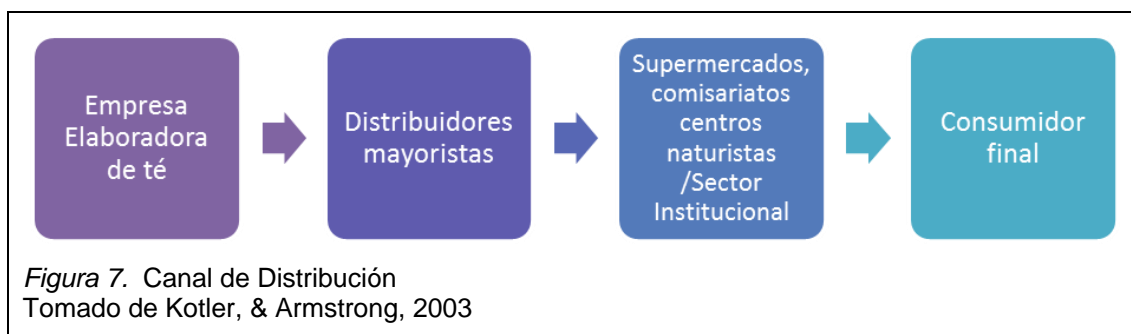 Empresa
Elaboradora
de té
Distribuidores
mayoristas
Supermercados,
comisariatos
centros
naturistas
/Sector
Institucional
Consumidor
final
Figura 7. Canal de Distribución
Tomado de Kotler, & Armstrong, 2003